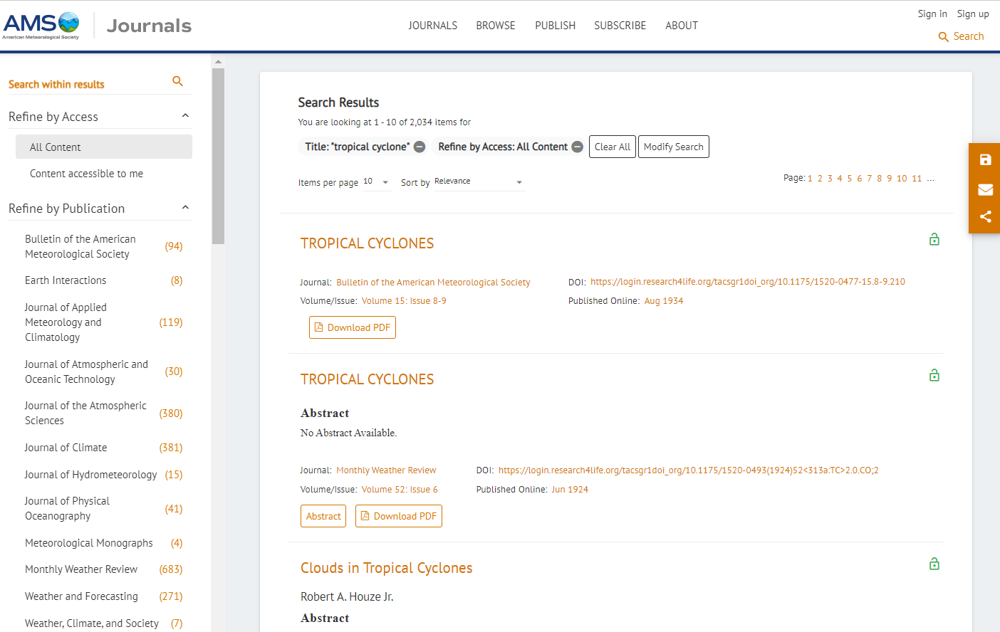 AMS
American Meteorological Society
Journals
JOURNALS BROWSE PUBLISH SUBSCRIBE ABOUT
Sign in Sign up
Search
Search within results
Refine by Access
All Content
Content accessible to me
Refine by Publication
Bulletin of the American
Meteorological Society (94)
Earth Interactions (8)
Journal of Applied
Meteorology and (119)
Climatology
Journal of Atmospheric and
Oceanic Technology (30)
Journal of the Atmospheric
Sciences (380)
Journal of Climate (381)
Journal of Hydrometeorology (15)
Journal of Physical
Oceanography (41)
Meteorological Monographs (4)
Monthly Weather Review (683)
Weather and Forecasting (271)
Weather, Climate, and Society (7)
Search Results
You are looking at 1 - 10 of 2,034 items for
Title: "tropical cyclone" Refine by Access: All Content Clear All Modify Search
Items per page 10 Sort by Relevance
Page: 1 2 3 4 5 6 7 8 9 10 11 ...
TROPICAL CYCLONES
Journal: Bulletin of the American Meteorological Society
DOI: https://login.research4life.org/tacsgr1doi_org/10.1175/1520-0477-15.8-9.210
Volume/Issue: Volume 15: Issue 8-9
Published Online: Aug 1934
Download PDF
TROPICAL CYCLONES
Abstract
No Abstract Available.
Journal: Monthly Weather Review
DOI: https://login.research4life.org/tacsgr1doi_org/10.1175/1520-0493(1924)52<313a:TC>2.0.CO;2
Volume/Issue: Volume 52: Issue 6
Published Online: Jun 1924
Abstract Download PDF
Clouds in Tropical Cyclones
Robert A. Houze Jr.
Abstract